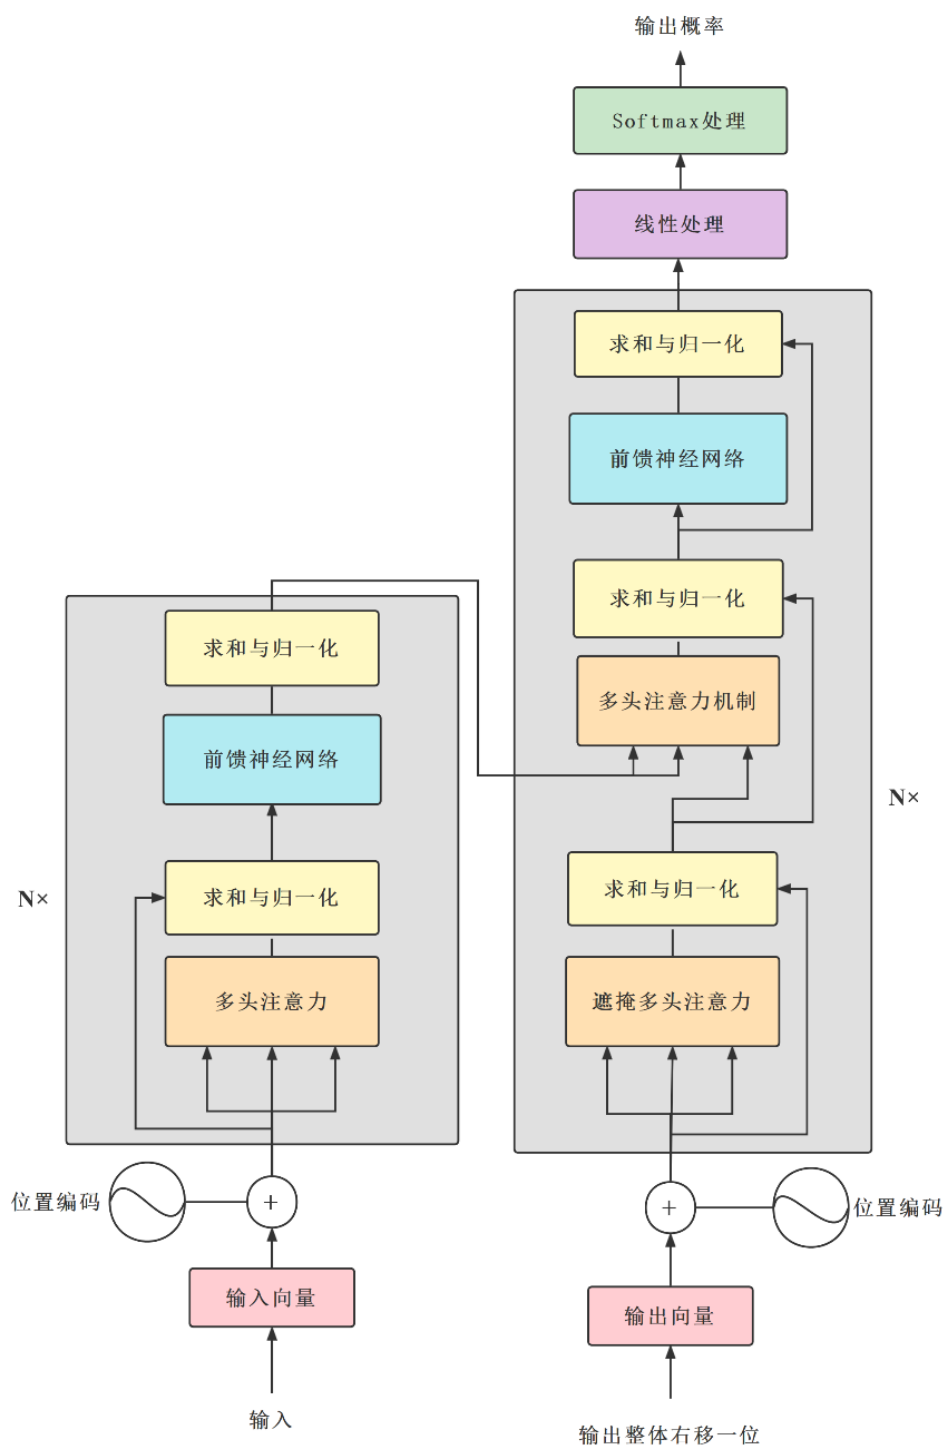 输出概率
Softmax处理
线性处理
求和与归一化
前馈神经网络
求和与归一化
多头注意力机制
N×
求和与归一化
遮掩多头注意力
求和与归一化
前馈神经网络
求和与归一化
N×
多头注意力
位置编码
+
输入向量
输入
+
位置编码
输出向量
输出整体右移一位